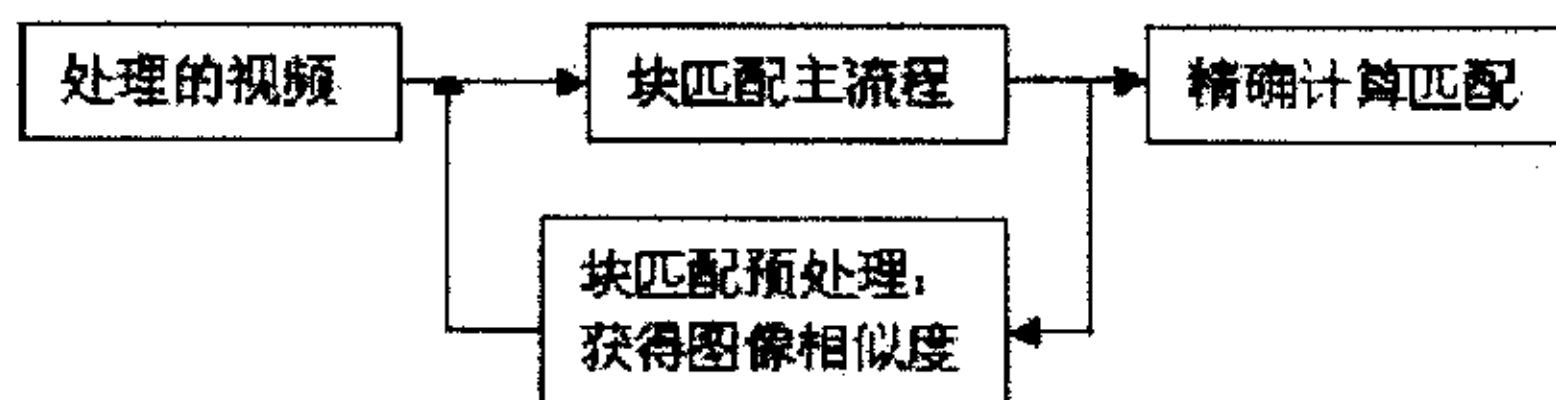 处理的视频
块匹配主流程
精确计算匹配
块匹配预处理:
获得图像相似度